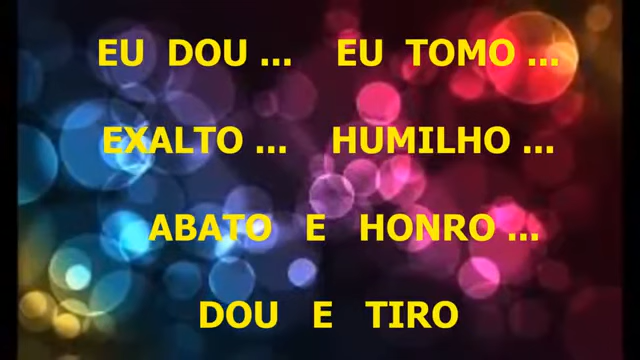 EU DOU ... EU TOMO ...
EXALTO ... HUMILHO ...
ABATO E HONRO ...
DOU E TIRO